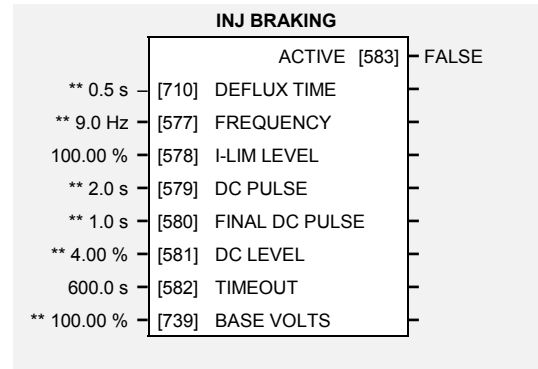 INJ BRAKING
ACTIVE [583] FALSE
** 0.5 s [710] DEFLUX TIME
** 9.0 Hz [577] FREQUENCY
100.00 % [578] I-LIM LEVEL
** 2.0 s [579] DC PULSE
** 1.0 s [580] FINAL DC PULSE
** 4.00 % [581] DC LEVEL
600.0 s [582] TIMEOUT
** 100.00 % [739] BASE VOLTS